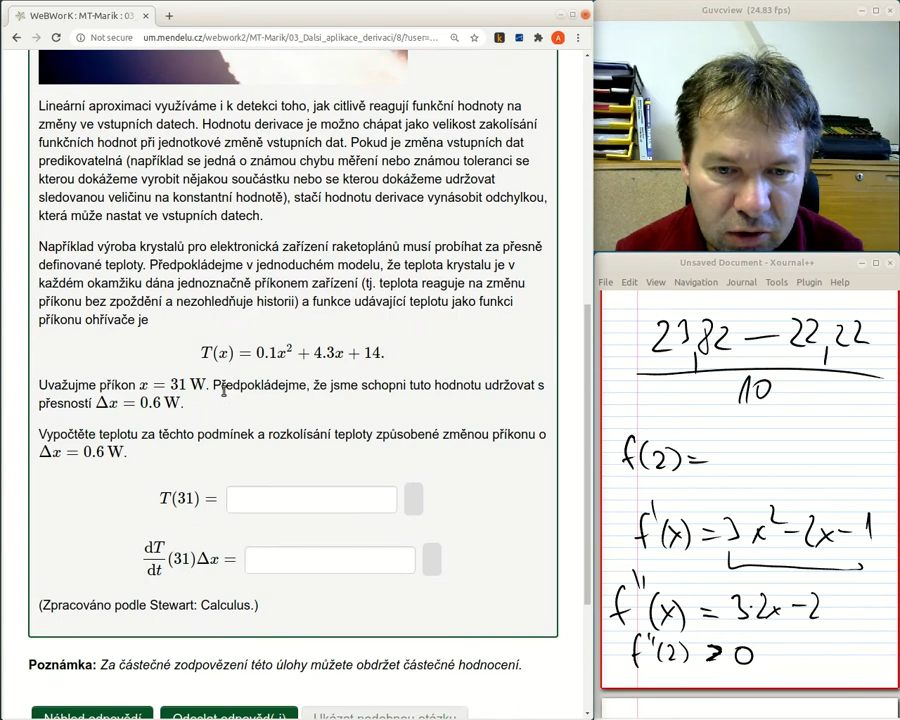 WeBWorK : MT-Marik : 03_
Guvcview (24.83 fps)
Not secure
um.mendelu.cz/webwork2/MT-Marik/03_Dalsi_aplikace_derivaci/8/?user=...
Lineární aproximaci využíváme i k detekci toho, jak citlivě reagují funkční hodnoty na
změny ve vstupních datech. Hodnotu derivace je možno chápat jako velikost zakolísání
funkčních hodnot při jednotkové změně vstupních dat. Pokud je změna vstupních dat
predikovatelná (například se jedná o známou chybu měření nebo známou toleranci se
kterou dokážeme vyrobit nějakou součástku nebo se kterou dokážeme udržovat
sledovanou veličinu na konstantní hodnotě), stačí hodnotu derivace vynásobit odchylkou,
která může nastat ve vstupních datech.
Například výroba krystalů pro elektronická zařízení raketoplánů musí probíhat za přesně
definované teploty. Předpokládejme v jednoduchém modelu, že teplota krystalu je v
každém okamžiku dána jednoznačně příkonem zařízení (tj. teplota reaguje na změnu
příkonu bez zpoždění a nezohledňuje historii) a funkce udávající teplotu jako funkci
příkonu ohřívače je
T(x) = 0.1x² + 4.3x + 14.
Uvažujme příkon x = 31 W. Předpokládejme, že jsme schopni tuto hodnotu udržovat s
přesností Δx = 0.6 W.
Vypočtěte teplotu za těchto podmínek a rozkolísání teploty způsobené změnou příkonu o
Δx = 0.6 W.
T(31) =
dT/dt (31)Δx =
(Zpracováno podle Stewart: Calculus.)
Poznámka: Za částečné zodpovězení této úlohy můžete obdržet částečné hodnocení.
Náhled odpovědí
Odeslat odpověď(-i)
Ukázat podobnou otázku
Unsaved Document - Xournal++
File Edit View Navigation Journal Tools Plugin Help
23,82 — 22,22
10
f(2) =
f'(x) = 3x² - 2x - 1
f''(x) = 3·2x - 2
f''(2) > 0